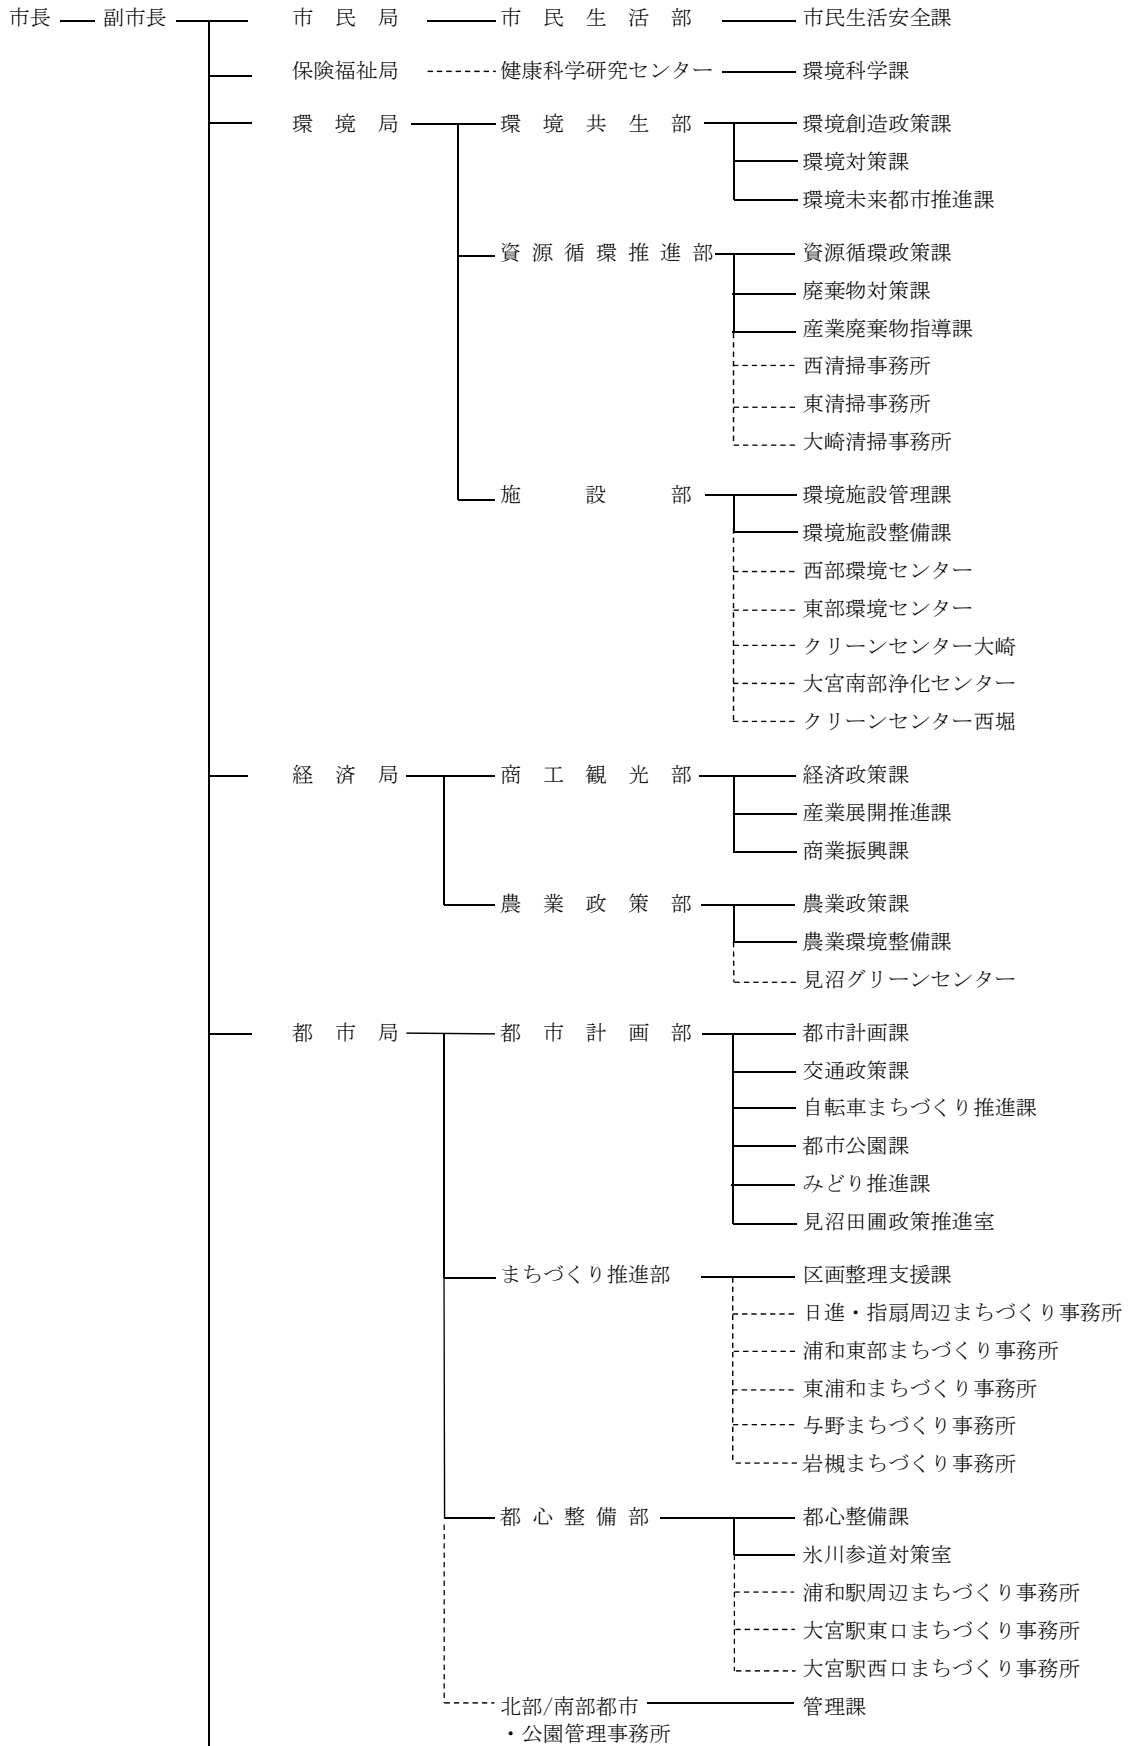 市長 副市長 市民局 市民生活部 市民生活安全課
保険福祉局 健康科学研究センター 環境科学課
環境局 環境共生部 環境創造政策課
環境対策課
環境未来都市推進課
資源循環推進部 資源循環政策課
廃棄物対策課
産業廃棄物指導課
西清掃事務所
東清掃事務所
大崎清掃事務所
施設部 環境施設管理課
環境施設整備課
西部環境センター
東部環境センター
クリーンセンター大崎
大宮南部浄化センター
クリーンセンター西堀
経済局 商工観光部 経済政策課
産業展開推進課
商業振興課
農業政策部 農業政策課
農業環境整備課
見沼グリーンセンター
都市局 都市計画部 都市計画課
交通政策課
自転車まちづくり推進課
都市公園課
みどり推進課
見沼田圃政策推進室
まちづくり推進部 区画整理支援課
日進・指扇周辺まちづくり事務所
浦和東部まちづくり事務所
東浦和まちづくり事務所
与野まちづくり事務所
岩槻まちづくり事務所
都心整備部 都心整備課
氷川参道対策室
浦和駅周辺まちづくり事務所
大宮駅東口まちづくり事務所
大宮駅西口まちづくり事務所
北部/南部都市 管理課
・公園管理事務所